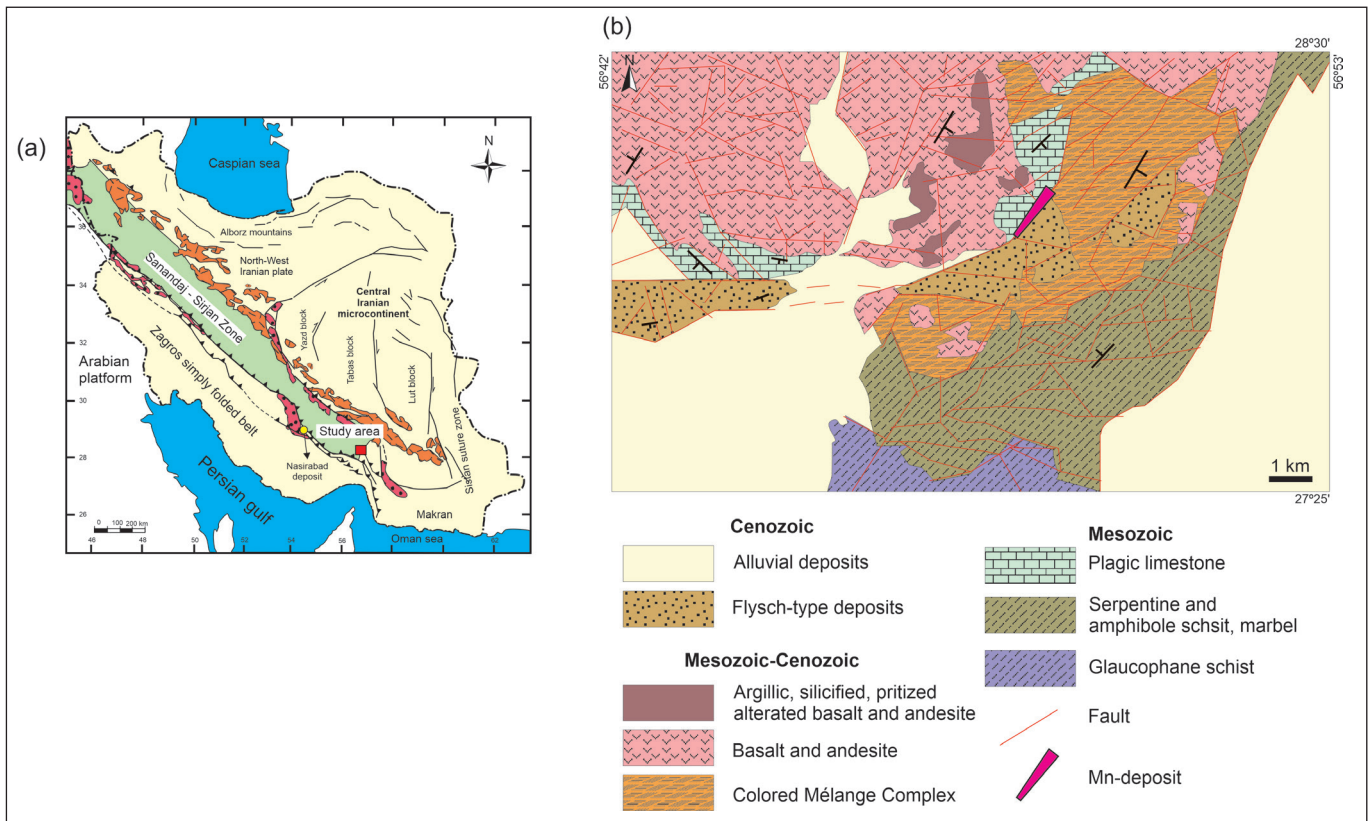 (a)
Caspian sea
N
Alborz mountains
North-West
Iranian plate
Central
Iranian
microcontinent
Sanandaj - Sirjan Zone
Yazd block
Tabas block
Lut block
Sistan suture zone
Arabian
platform
Zagros simply folded belt
Study area
Nasirabad
deposit
Persian gulf
Makran
Oman sea
38
34
32
30
28
26
0 100 200 km
46 48 50 52 54 56 62
(b)
28°30'
56°42'
56°53'
N
1 km
27°25'
Cenozoic
Alluvial deposits
Flysch-type deposits
Mesozoic-Cenozoic
Argillic, silicified, pritized
alterated basalt and andesite
Basalt and andesite
Colored Mélange Complex
Mesozoic
Plagic limestone
Serpentine and
amphibole schsit, marbel
Glaucophane schist
Fault
Mn-deposit